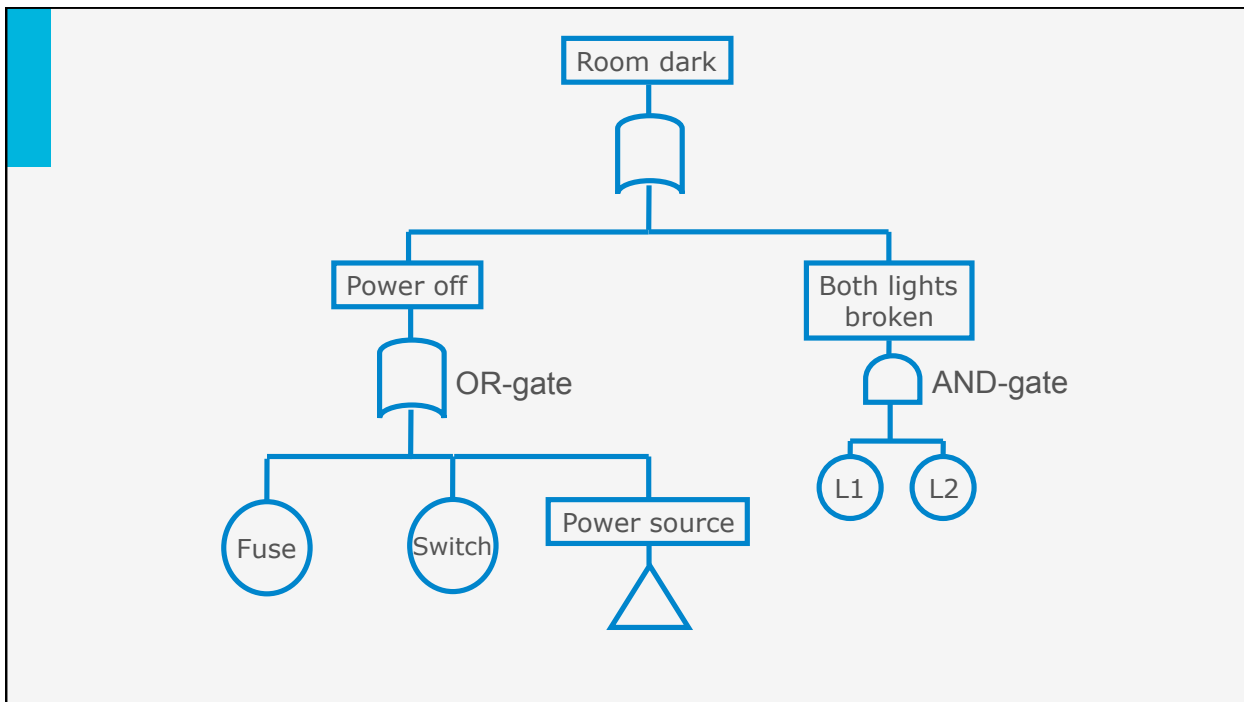 Room dark
Power off
Both lights
broken
OR-gate
AND-gate
L1
L2
Fuse
Switch
Power source